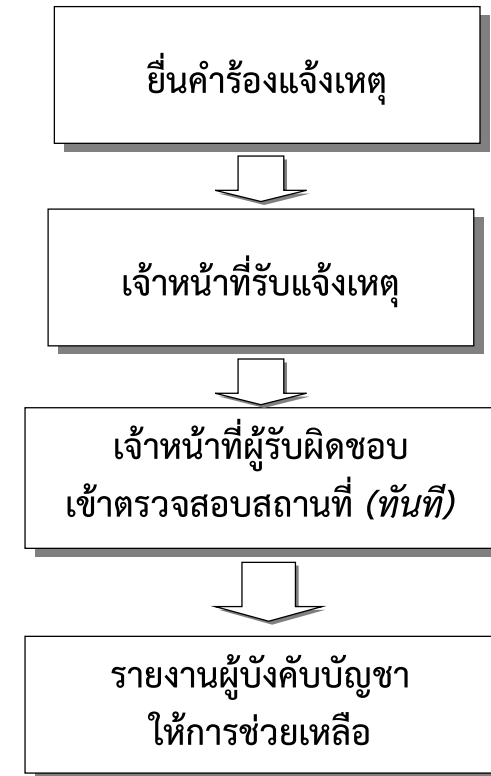 ยื่นคำร้องแจ้งเหตุ
เจ้าหน้าที่รับแจ้งเหตุ
เจ้าหน้าที่ผู้รับผิดชอบ
เข้าตรวจสอบสถานที่ (ทันที)
รายงานผู้บังคับบัญชา
ให้การช่วยเหลือ